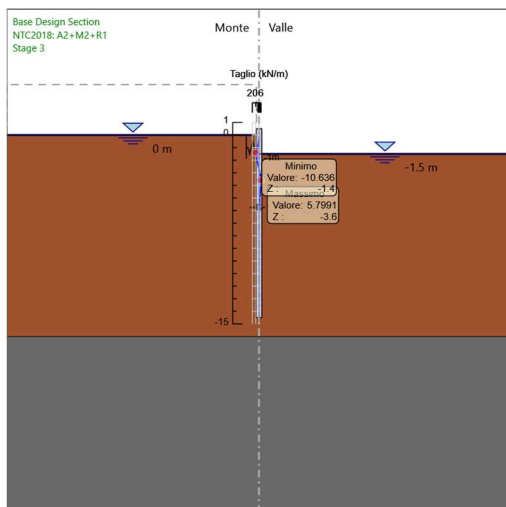 Base Design Section
NTC2018: A2+M2+R1
Stage 3
Monte
Valle
Taglio (kN/m)
206
1
0
0 m
-1.5 m
Minimo
Valore: -10.636
Z : -1.4
Massimo
Valore: 5.7991
Z : -3.6
-15